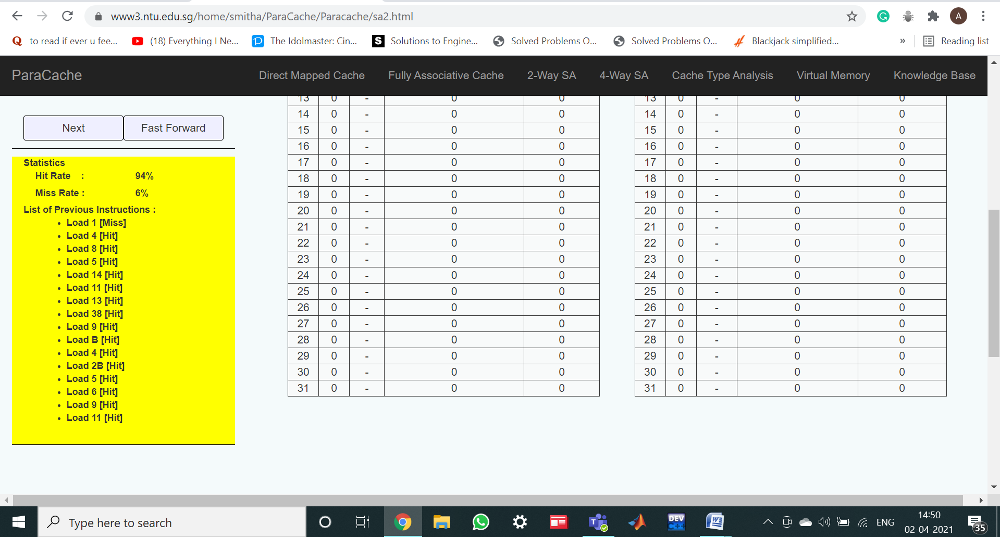 www3.ntu.edu.sg/home/smitha/ParaCache/Paracache/sa2.html
G
A
Q to read if ever u fee...
(18) Everything I Ne...
The Idolmaster: Cin...
S Solutions to Engine...
Solved Problems O...
Solved Problems O...
Blackjack simplified...
»
Reading list
ParaCache
Direct Mapped Cache
Fully Associative Cache
2-Way SA
4-Way SA
Cache Type Analysis
Virtual Memory
Knowledge Base
Next
Fast Forward
Statistics
Hit Rate : 94%
Miss Rate : 6%
List of Previous Instructions :
• Load 1 [Miss]
• Load 4 [Hit]
• Load 8 [Hit]
• Load 5 [Hit]
• Load 14 [Hit]
• Load 11 [Hit]
• Load 13 [Hit]
• Load 38 [Hit]
• Load 9 [Hit]
• Load B [Hit]
• Load 4 [Hit]
• Load 2B [Hit]
• Load 5 [Hit]
• Load 6 [Hit]
• Load 9 [Hit]
• Load 11 [Hit]
13 0 - 0 0 13 0 - 0 0
14 0 - 0 0 14 0 - 0 0
15 0 - 0 0 15 0 - 0 0
16 0 - 0 0 16 0 - 0 0
17 0 - 0 0 17 0 - 0 0
18 0 - 0 0 18 0 - 0 0
19 0 - 0 0 19 0 - 0 0
20 0 - 0 0 20 0 - 0 0
21 0 - 0 0 21 0 - 0 0
22 0 - 0 0 22 0 - 0 0
23 0 - 0 0 23 0 - 0 0
24 0 - 0 0 24 0 - 0 0
25 0 - 0 0 25 0 - 0 0
26 0 - 0 0 26 0 - 0 0
27 0 - 0 0 27 0 - 0 0
28 0 - 0 0 28 0 - 0 0
29 0 - 0 0 29 0 - 0 0
30 0 - 0 0 30 0 - 0 0
31 0 - 0 0 31 0 - 0 0
Type here to search
DEV
C++
W
ENG
14:50
02-04-2021
35